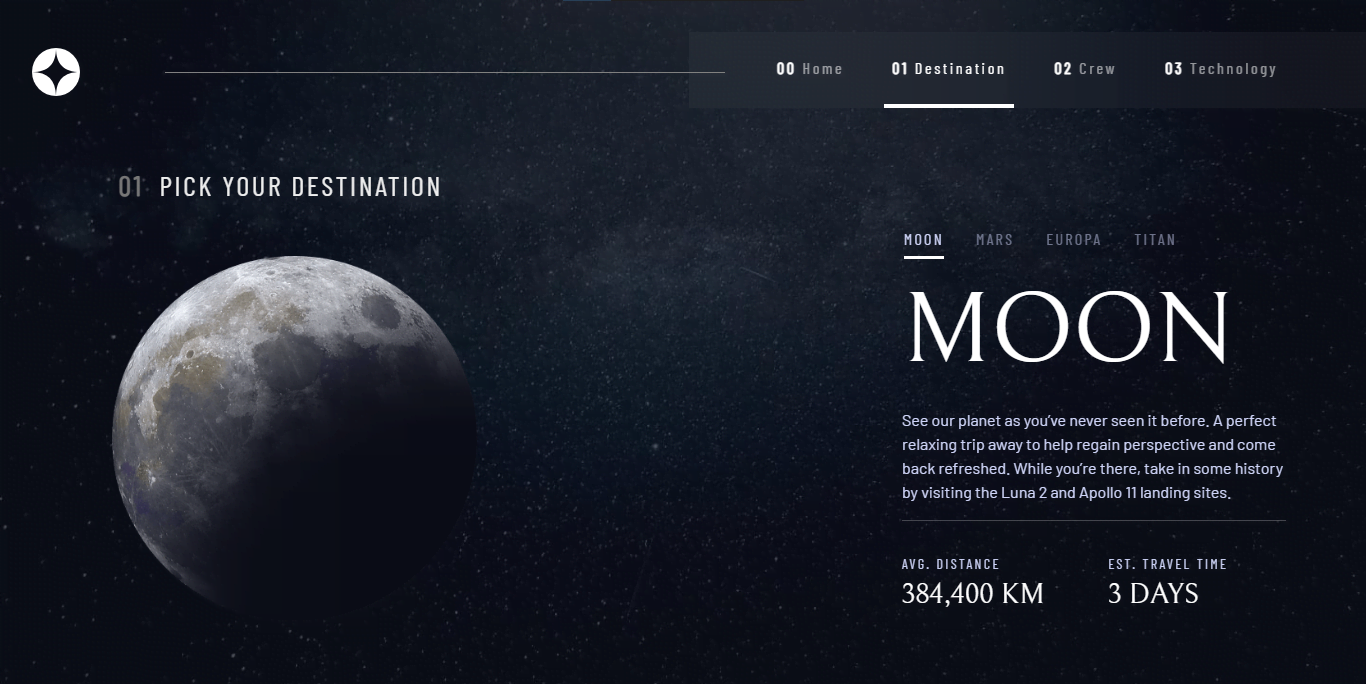 00 Home 01 Destination 02 Crew 03 Technology
01 PICK YOUR DESTINATION
MOON MARS EUROPA TITAN
MOON
See our planet as you’ve never seen it before. A perfect
relaxing trip away to help regain perspective and come
back refreshed. While you’re there, take in some history
by visiting the Luna 2 and Apollo 11 landing sites.
AVG. DISTANCE EST. TRAVEL TIME
384,400 KM 3 DAYS